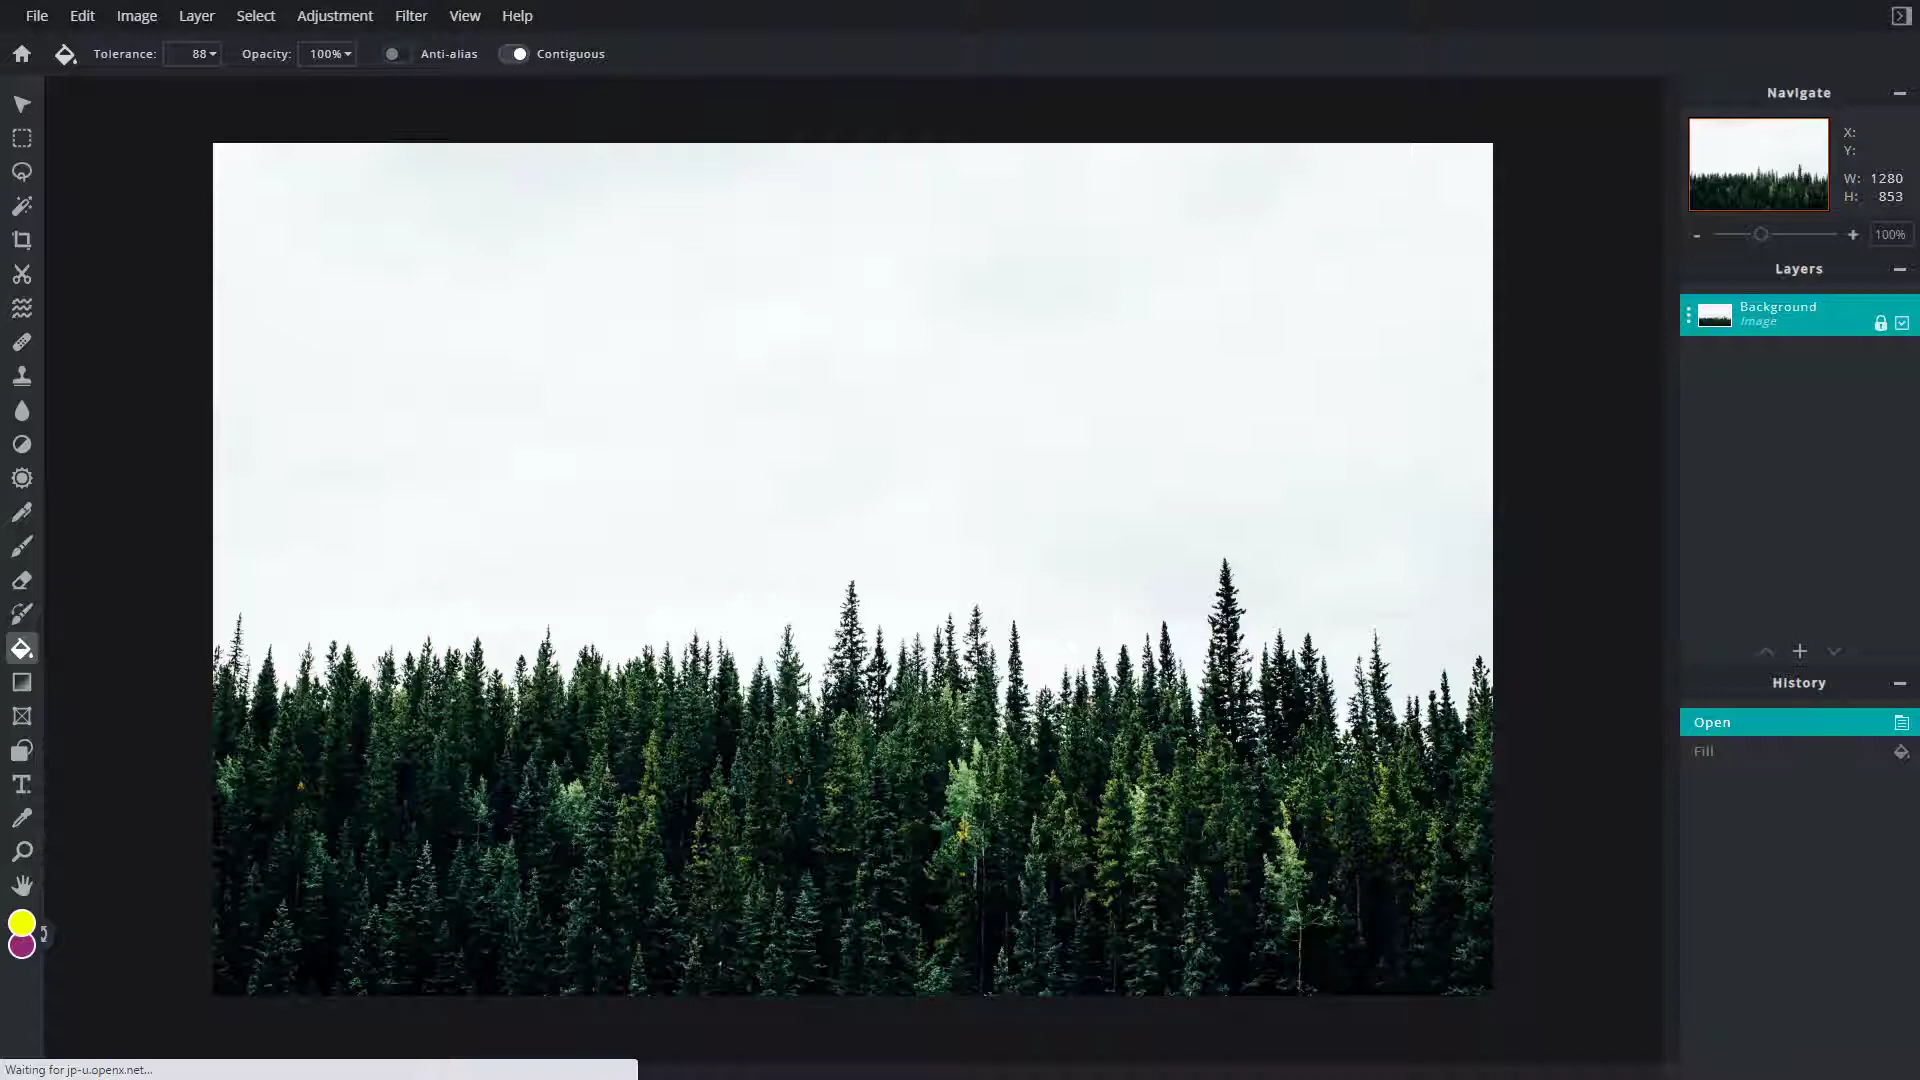 File Edit Image Layer Select Adjustment Filter View Help
Tolerance: 88 Opacity: 100% Anti-alias Contiguous
Navigate
X:
Y:
W: 1280
H: 853
- + 100%
Layers
Background
Image
History
Open
Fill
Waiting for jp-u.openx.net...